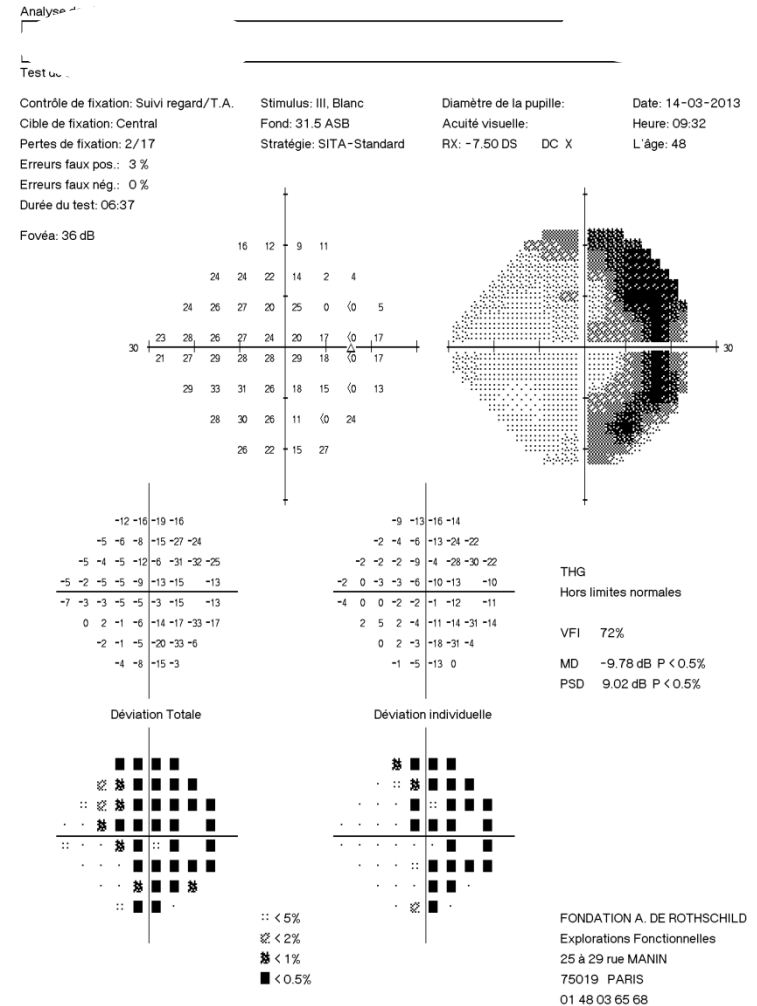 Analyse
Test
Contrôle de fixation: Suivi regard/T.A. Stimulus: III, Blanc Diamètre de la pupille: Date: 14-03-2013
Cible de fixation: Central Fond: 31.5 ASB Acuité visuelle: Heure: 09:32
Pertes de fixation: 2/17 Stratégie: SITA-Standard RX: -7.50 DS DC X L'âge: 48
Erreurs faux pos.: 3 %
Erreurs faux nég.: 0 %
Durée du test: 06:37
Fovéa: 36 dB
16 12 9 11
24 24 22 14 2 4
24 26 27 20 25 0 <0 5
23 28 26 27 24 20 17 <0 17
30 30
21 27 29 28 28 29 18 <0 17
29 33 31 26 18 15 <0 13
28 30 26 11 <0 24
26 22 15 27
-12 -16 -19 -16 -9 -13 -16 -14
-5 -6 -8 -15 -27 -24 -2 -4 -6 -13 -24 -22
-5 -4 -5 -12 -6 -31 -32 -25 -2 -2 -2 -9 -4 -28 -30 -22
-5 -2 -5 -5 -9 -13 -15 -13 -2 0 -3 -3 -6 -10 -13 -10
-7 -3 -3 -5 -5 -3 -15 -13 -4 0 0 -2 -2 -1 -12 -11
0 2 -1 -6 -14 -17 -33 -17 2 5 2 -4 -11 -14 -31 -14
-2 -1 -5 -20 -33 -6 0 2 -3 -18 -31 -4
-4 -8 -15 -3 -1 -5 -13 0
THG
Hors limites normales
VFI 72%
MD -9.78 dB P < 0.5%
PSD 9.02 dB P < 0.5%
Déviation Totale Déviation individuelle
< 5%
< 2%
< 1%
< 0.5%
FONDATION A. DE ROTHSCHILD
Explorations Fonctionnelles
25 à 29 rue MANIN
75019 PARIS
01 48 03 65 68